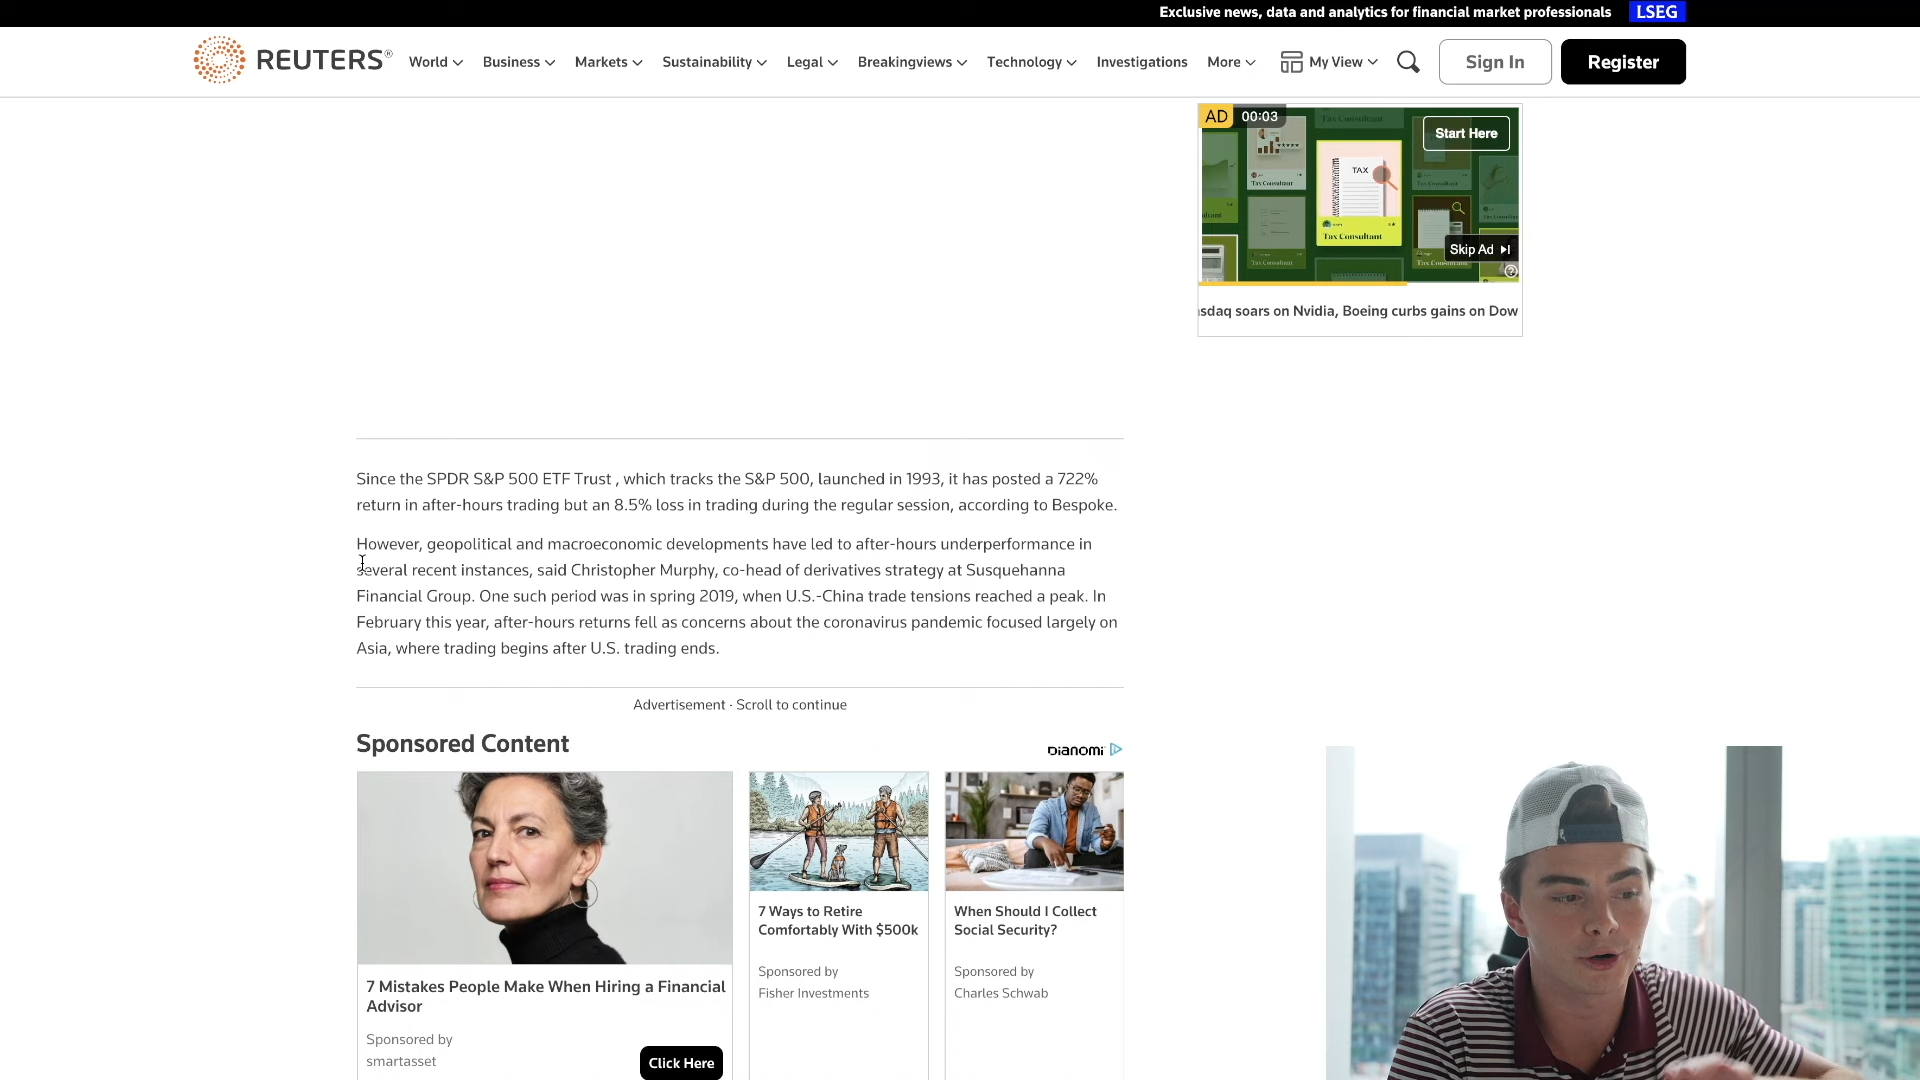 Exclusive news, data and analytics for financial market professionals LSEG
REUTERS® World Business Markets Sustainability Legal Breakingviews Technology Investigations More My View Sign In Register
AD 00:03
Start Here
TAX
Tax Consultant
Tax Consultant
Tax Consultant
Skip Ad
sdaq soars on Nvidia, Boeing curbs gains on Dow
Since the SPDR S&P 500 ETF Trust , which tracks the S&P 500, launched in 1993, it has posted a 722%
return in after-hours trading but an 8.5% loss in trading during the regular session, according to Bespoke.
However, geopolitical and macroeconomic developments have led to after-hours underperformance in
several recent instances, said Christopher Murphy, co-head of derivatives strategy at Susquehanna
Financial Group. One such period was in spring 2019, when U.S.-China trade tensions reached a peak. In
February this year, after-hours returns fell as concerns about the coronavirus pandemic focused largely on
Asia, where trading begins after U.S. trading ends.
Advertisement · Scroll to continue
Sponsored Content
DIANOMI
7 Mistakes People Make When Hiring a Financial
Advisor
Sponsored by
smartasset
Click Here
7 Ways to Retire
Comfortably With $500k
Sponsored by
Fisher Investments
When Should I Collect
Social Security?
Sponsored by
Charles Schwab